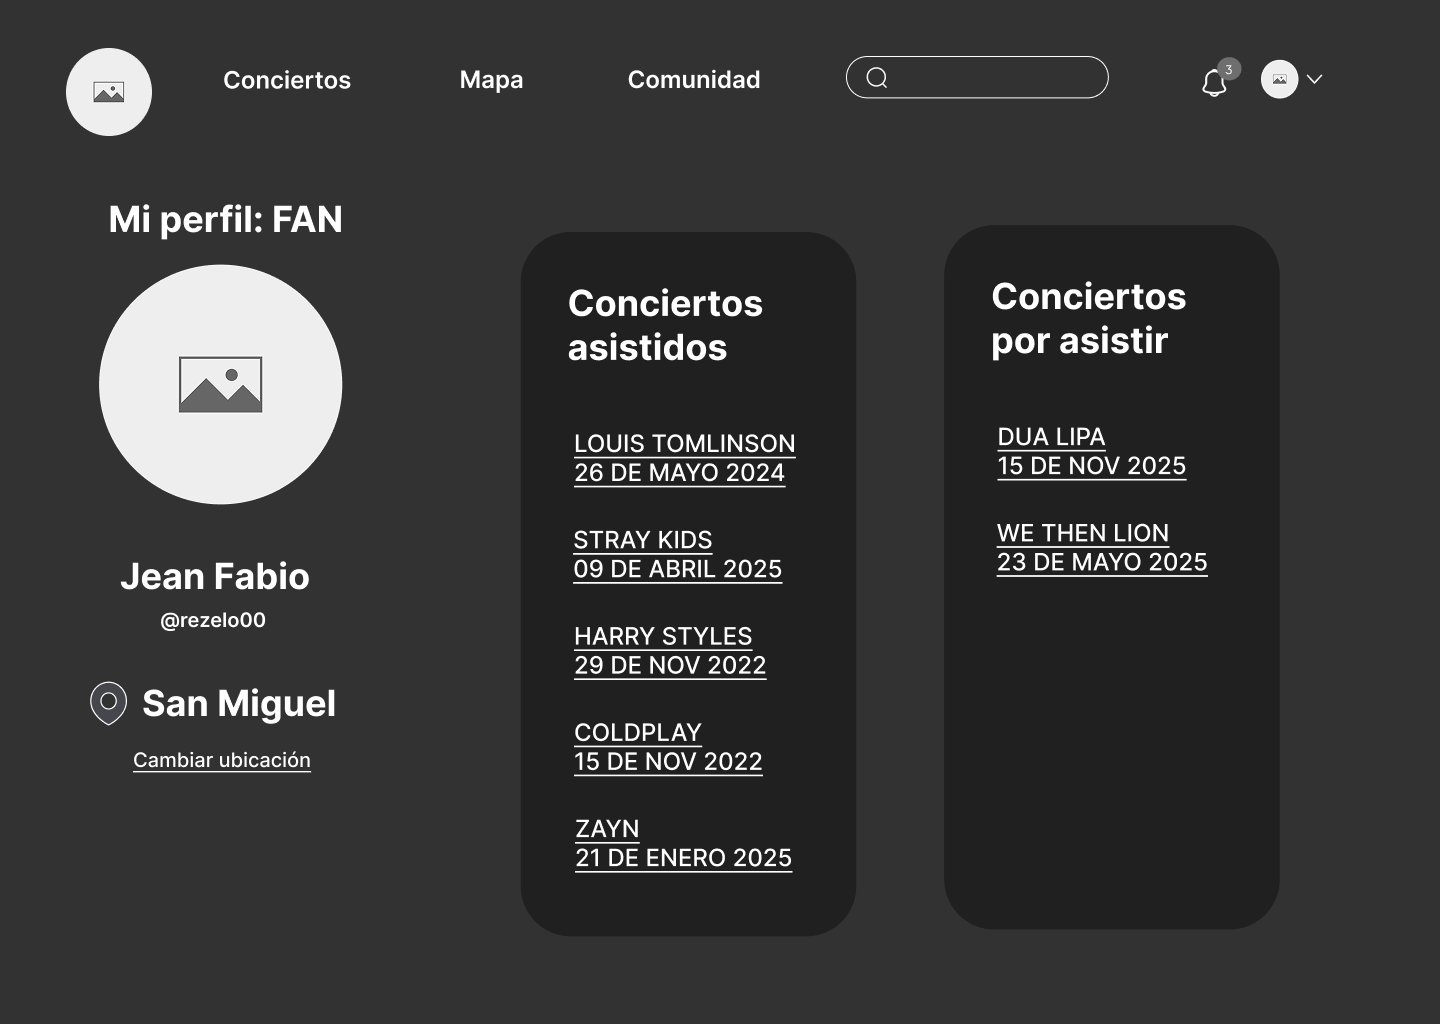 Conciertos
Mapa
Comunidad
3
Mi perfil: FAN
Jean Fabio
@rezelo00
San Miguel
Cambiar ubicación
Conciertos
asistidos
LOUIS TOMLINSON
26 DE MAYO 2024
STRAY KIDS
09 DE ABRIL 2025
HARRY STYLES
29 DE NOV 2022
COLDPLAY
15 DE NOV 2022
ZAYN
21 DE ENERO 2025
Conciertos
por asistir
DUA LIPA
15 DE NOV 2025
WE THEN LION
23 DE MAYO 2025